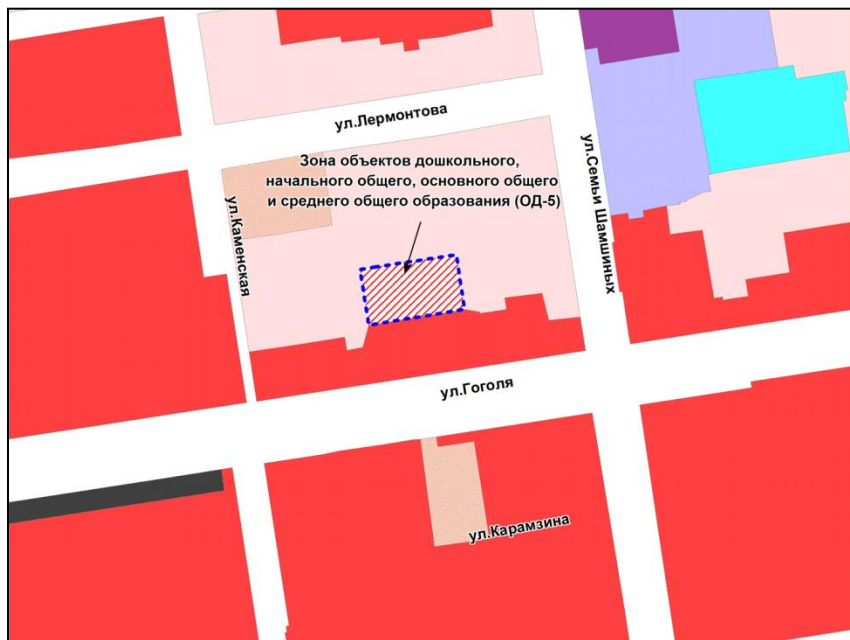 ул.Лермонтова
Зона объектов дошкольного,
начального общего, основного общего
и среднего общего образования (ОД-5)
ул.Каменская
ул.Семьи Шамшиных
ул.Гоголя
ул.Карамзина